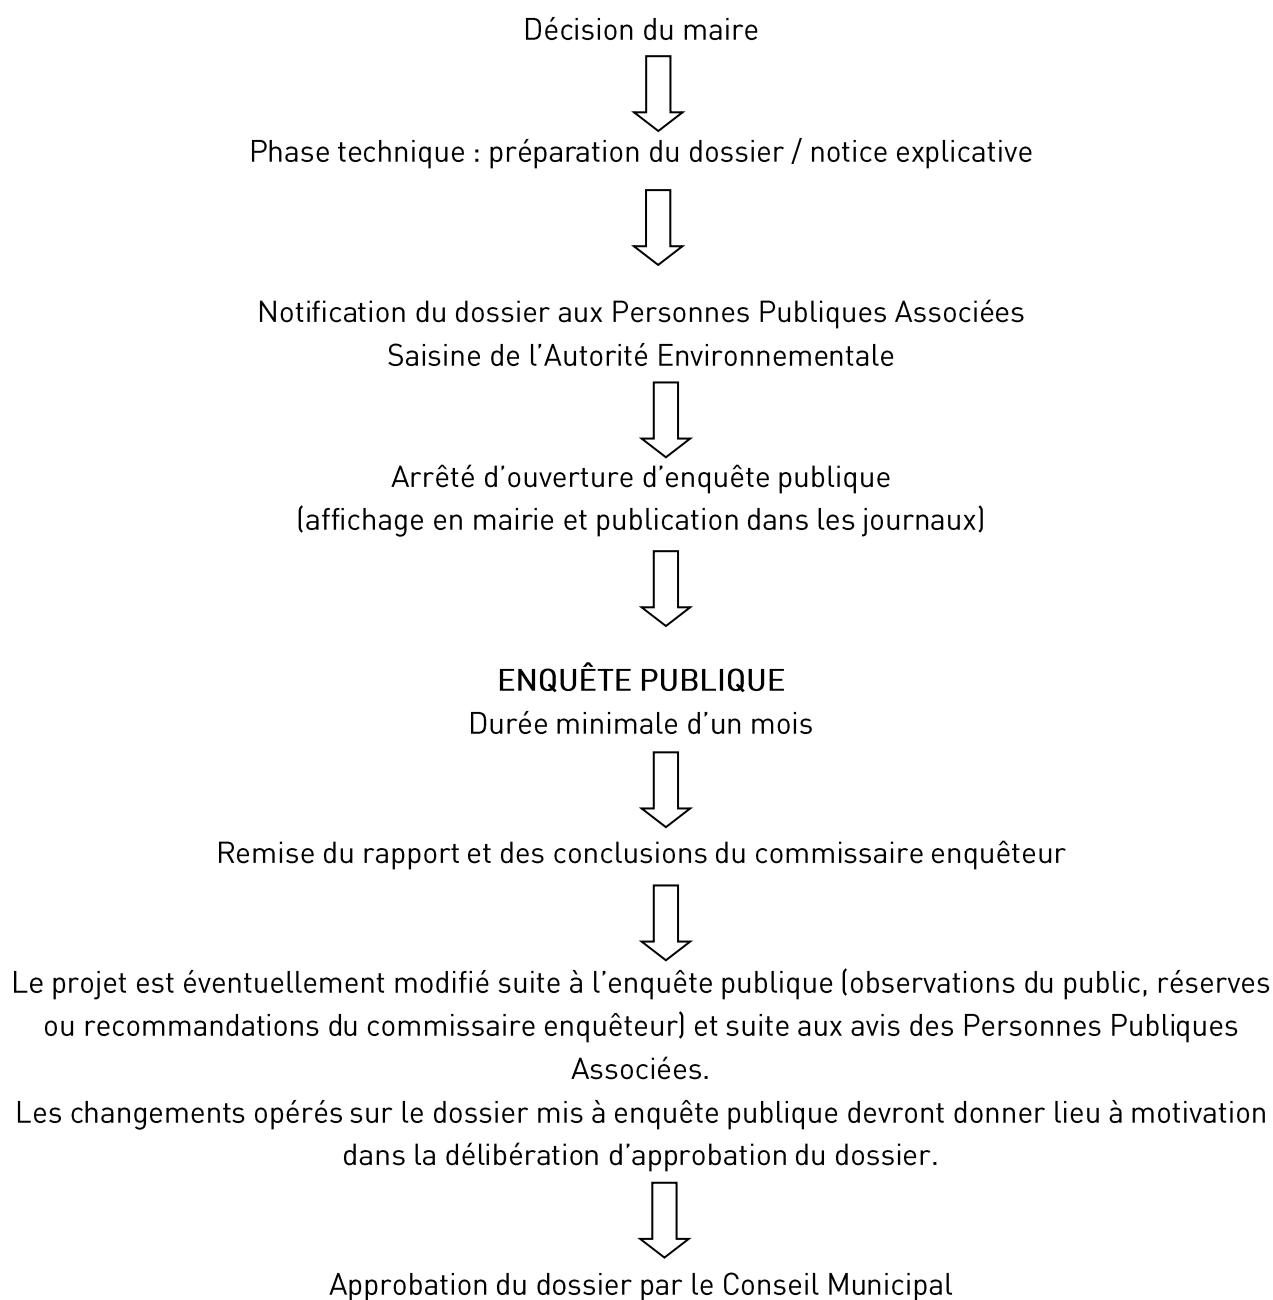 Décision du maire
Phase technique : préparation du dossier / notice explicative
Notification du dossier aux Personnes Publiques Associées
Saisine de l’Autorité Environnementale
Arrêté d’ouverture d’enquête publique
(affichage en mairie et publication dans les journaux)
ENQUÊTE PUBLIQUE
Durée minimale d’un mois
Remise du rapport et des conclusions du commissaire enquêteur
Le projet est éventuellement modifié suite à l’enquête publique (observations du public, réserves
ou recommandations du commissaire enquêteur) et suite aux avis des Personnes Publiques
Associées.
Les changements opérés sur le dossier mis à enquête publique devront donner lieu à motivation
dans la délibération d’approbation du dossier.
Approbation du dossier par le Conseil Municipal